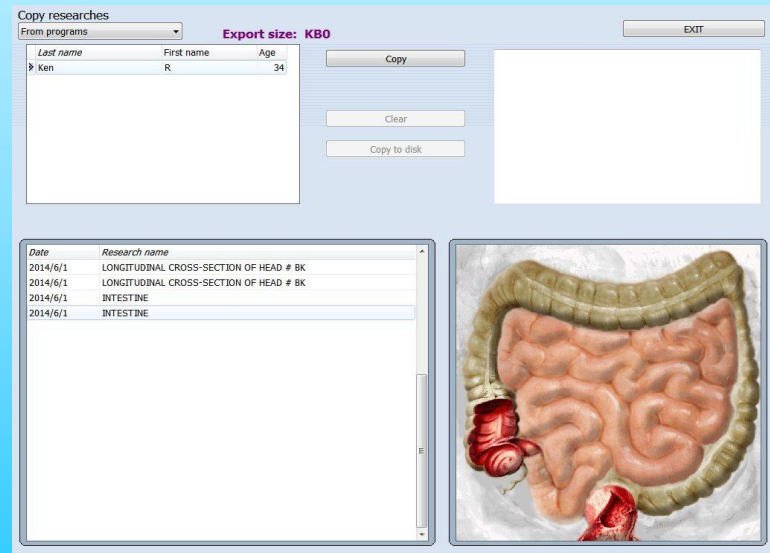 Copy researches
From programs
Export size: KB0
EXIT
Last name First name Age
Ken R 34
Copy
Clear
Copy to disk
Date Research name
2014/6/1 LONGITUDINAL CROSS-SECTION OF HEAD # BK
2014/6/1 LONGITUDINAL CROSS-SECTION OF HEAD # BK
2014/6/1 INTESTINE
2014/6/1 INTESTINE